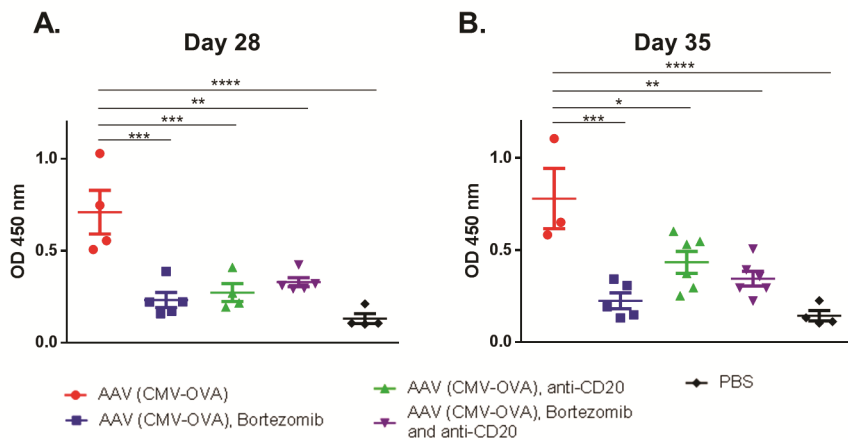 A.
Day 28
****
**
***
***
OD 450 nm
1.0
0.5
0.0
B.
Day 35
****
**
*
***
OD 450 nm
1.0
0.5
0.0
AAV (CMV-OVA)
AAV (CMV-OVA), Bortezomib
AAV (CMV-OVA), anti-CD20
AAV (CMV-OVA), Bortezomib
and anti-CD20
PBS